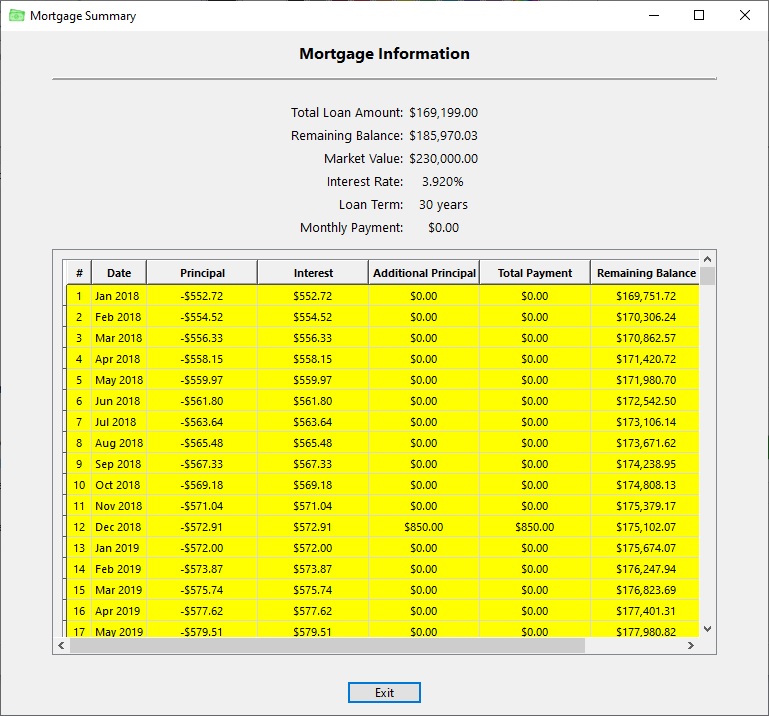 Mortgage Summary
Mortgage Information
Total Loan Amount: $169,199.00
Remaining Balance: $185,970.03
Market Value: $230,000.00
Interest Rate: 3.920%
Loan Term: 30 years
Monthly Payment: $0.00
# Date Principal Interest Additional Principal Total Payment Remaining Balance
1 Jan 2018 -$552.72 $552.72 $0.00 $0.00 $169,751.72
2 Feb 2018 -$554.52 $554.52 $0.00 $0.00 $170,306.24
3 Mar 2018 -$556.33 $556.33 $0.00 $0.00 $170,862.57
4 Apr 2018 -$558.15 $558.15 $0.00 $0.00 $171,420.72
5 May 2018 -$559.97 $559.97 $0.00 $0.00 $171,980.70
6 Jun 2018 -$561.80 $561.80 $0.00 $0.00 $172,542.50
7 Jul 2018 -$563.64 $563.64 $0.00 $0.00 $173,106.14
8 Aug 2018 -$565.48 $565.48 $0.00 $0.00 $173,671.62
9 Sep 2018 -$567.33 $567.33 $0.00 $0.00 $174,238.95
10 Oct 2018 -$569.18 $569.18 $0.00 $0.00 $174,808.13
11 Nov 2018 -$571.04 $571.04 $0.00 $0.00 $175,379.17
12 Dec 2018 -$572.91 $572.91 $850.00 $850.00 $175,102.07
13 Jan 2019 -$572.00 $572.00 $0.00 $0.00 $175,674.07
14 Feb 2019 -$573.87 $573.87 $0.00 $0.00 $176,247.94
15 Mar 2019 -$575.74 $575.74 $0.00 $0.00 $176,823.69
16 Apr 2019 -$577.62 $577.62 $0.00 $0.00 $177,401.31
17 May 2019 -$579.51 $579.51 $0.00 $0.00 $177,980.82
Exit